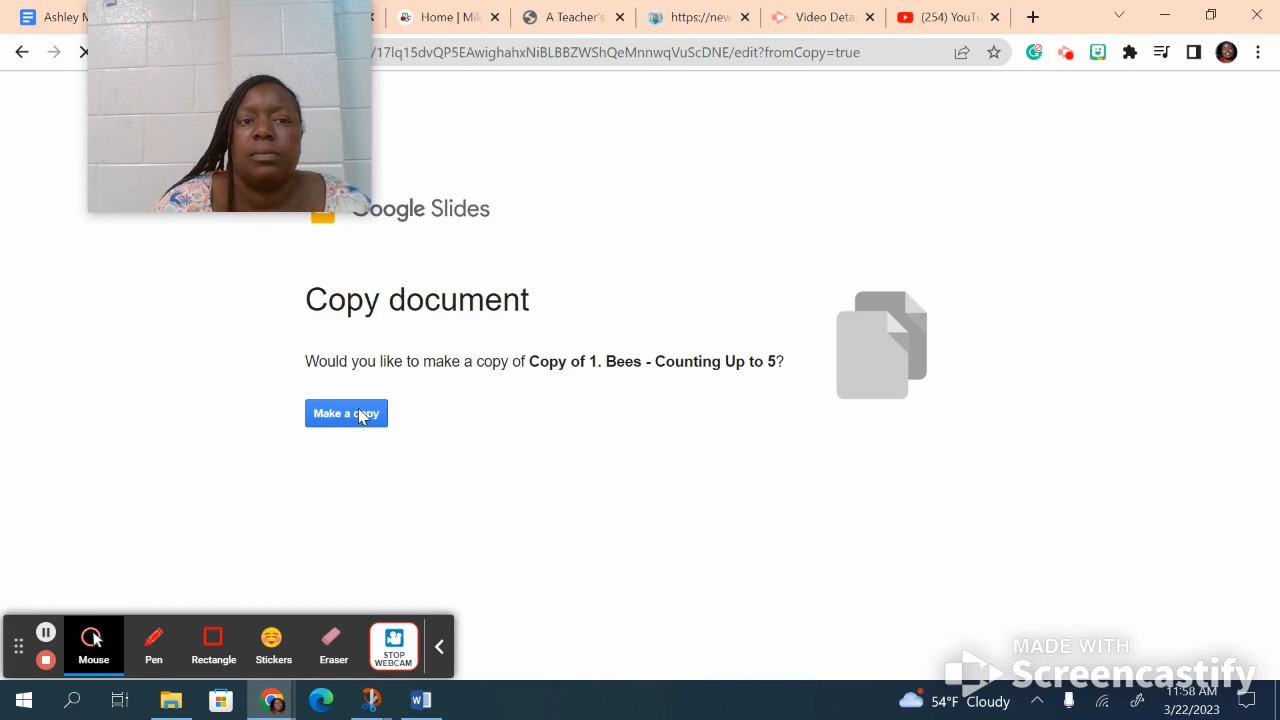 Ashley M
Home | Mik
A Teacher's
https://new
Video Deta
(254) YouTu
/17lq15dvQP5EAwighahxNiBLBBZWShQeMnnwqVuScDNE/edit?fromCopy=true
Google Slides
Copy document
Would you like to make a copy of Copy of 1. Bees - Counting Up to 5?
Make a copy
Mouse
Pen
Rectangle
Stickers
Eraser
STOP
WEBCAM
MADE WITH
Screencastify
54°F Cloudy
11:58 AM
3/22/2023